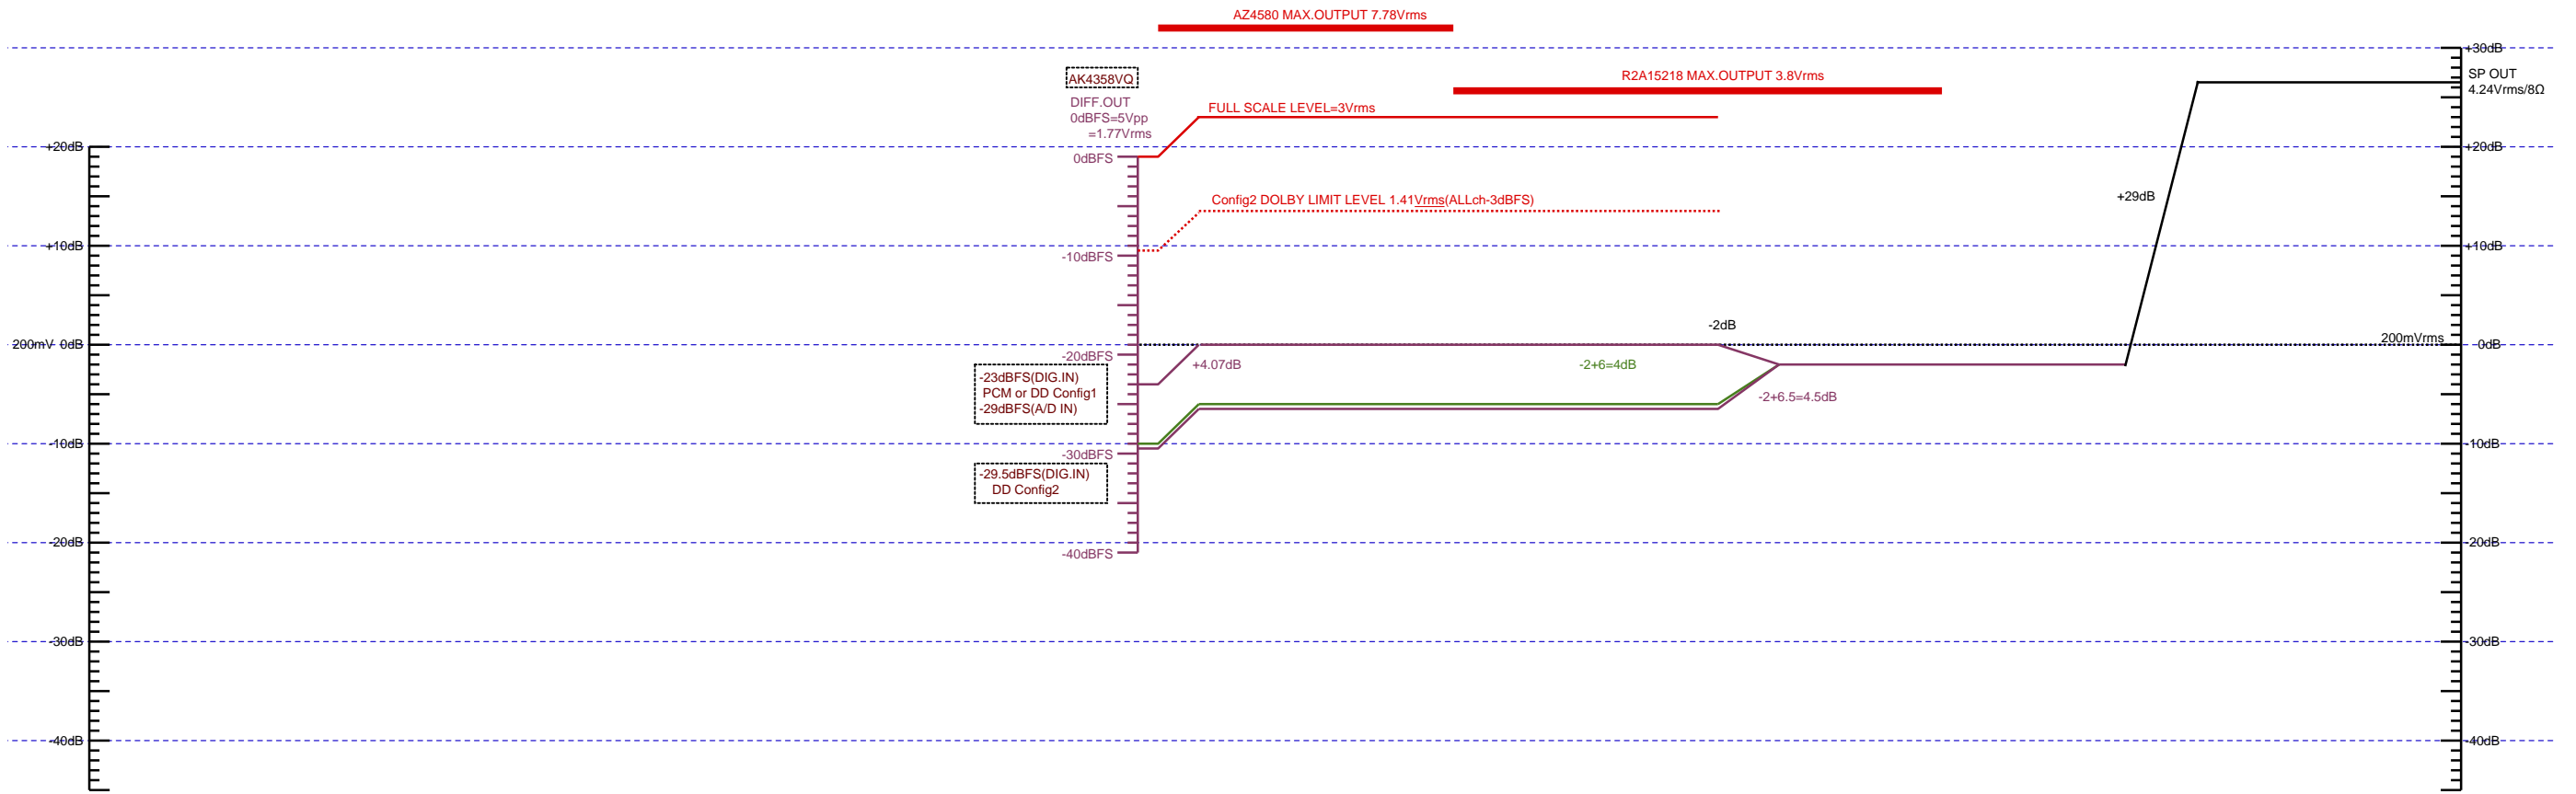 AZ4580 MAX.OUTPUT 7.78Vrms
+30dB
AK4358VQ
R2A15218 MAX.OUTPUT 3.8Vrms
SP OUT
4.24Vrms/8Ω
DIFF.OUT
0dBFS=5Vpp
=1.77Vrms
FULL SCALE LEVEL=3Vrms
+20dB
0dBFS
+20dB
Config2 DOLBY LIMIT LEVEL 1.41Vrms(ALLch-3dBFS)
+29dB
+10dB
-10dBFS
+10dB
-2dB
200mV 0dB
200mVrms
0dB
-20dBFS
+4.07dB
-2+6=4dB
-23dBFS(DIG.IN)
PCM or DD Config1
-29dBFS(A/D IN)
-2+6.5=4.5dB
-10dB
-30dBFS
-10dB
-29.5dBFS(DIG.IN)
DD Config2
-20dB
-40dBFS
-20dB
-30dB
-30dB
-40dB
-40dB